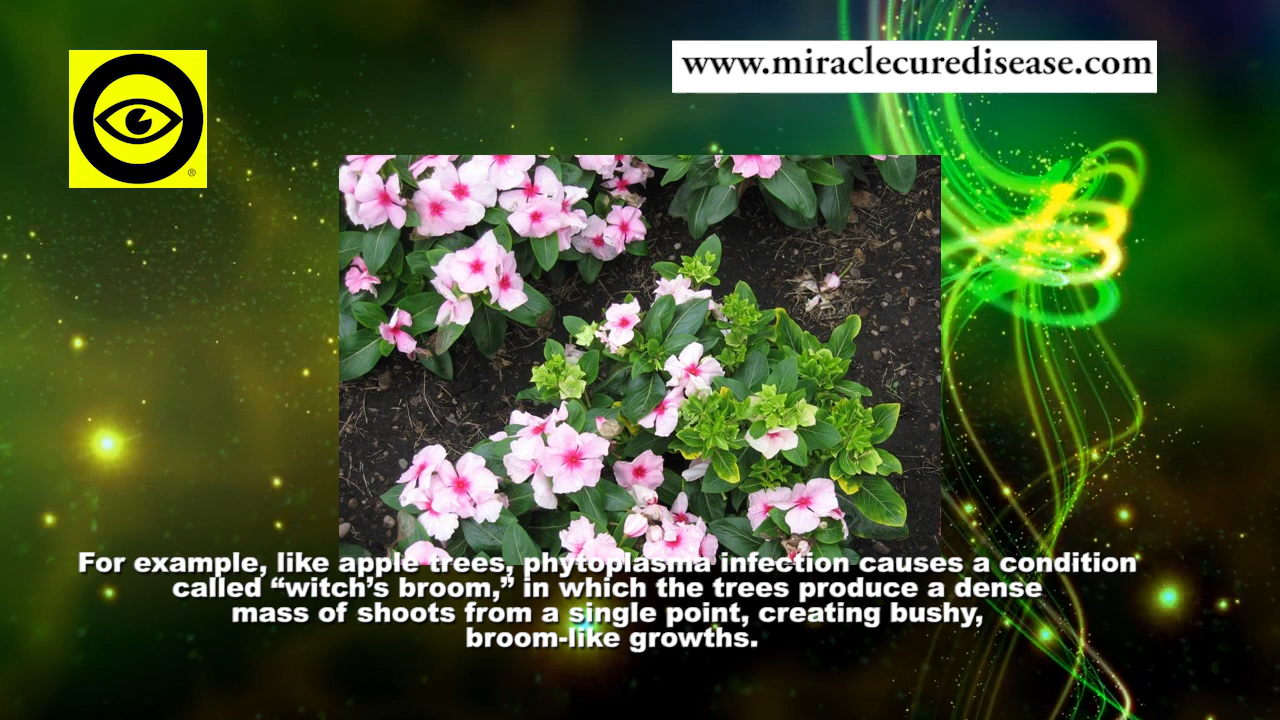 www.miraclecuredisease.com
®
For example, like apple trees, phytoplasma infection causes a condition
called “witch’s broom,” in which the trees produce a dense
mass of shoots from a single point, creating bushy,
broom-like growths.